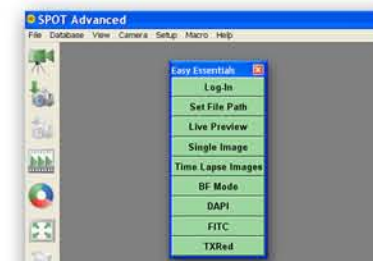 SPOT Advanced
File Database View Camera Setup Macro Help
Easy Essentials
Log-In
Set File Path
Live Preview
Single Image
Time Lapse Images
BF Mode
DAPI
FITC
TXRed